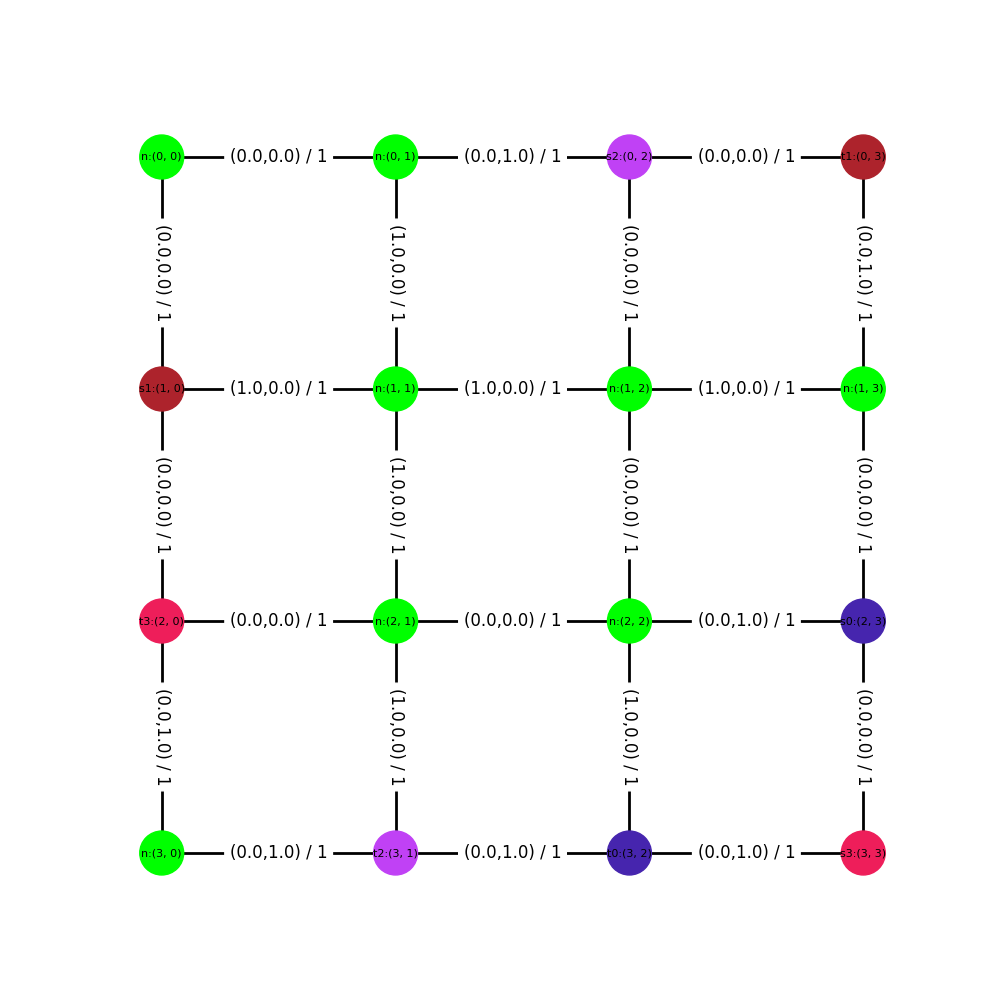 n:(0, 0) (0.0,0.0) / 1 n:(0, 1) (0.0,1.0) / 1 s2:(0, 2) (0.0,0.0) / 1 t1:(0, 3)
(0.0,0.0) / 1 (1.0,0.0) / 1 (0.0,0.0) / 1 (0.0,1.0) / 1
s1:(1, 0) (1.0,0.0) / 1 n:(1, 1) (1.0,0.0) / 1 n:(1, 2) (1.0,0.0) / 1 n:(1, 3)
(0.0,0.0) / 1 (1.0,0.0) / 1 (0.0,0.0) / 1 (0.0,0.0) / 1
t3:(2, 0) (0.0,0.0) / 1 n:(2, 1) (0.0,0.0) / 1 n:(2, 2) (0.0,1.0) / 1 s0:(2, 3)
(0.0,1.0) / 1 (1.0,0.0) / 1 (1.0,0.0) / 1 (0.0,0.0) / 1
n:(3, 0) (0.0,1.0) / 1 t2:(3, 1) (0.0,1.0) / 1 t0:(3, 2) (0.0,1.0) / 1 s3:(3, 3)